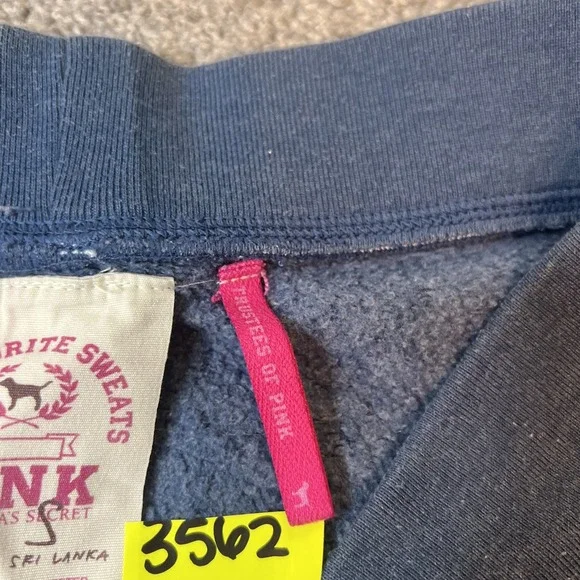 RITE SWEATS
NK
A'S SECRET
S
SRI LANKA
TRUSTEES OF PINK
3562